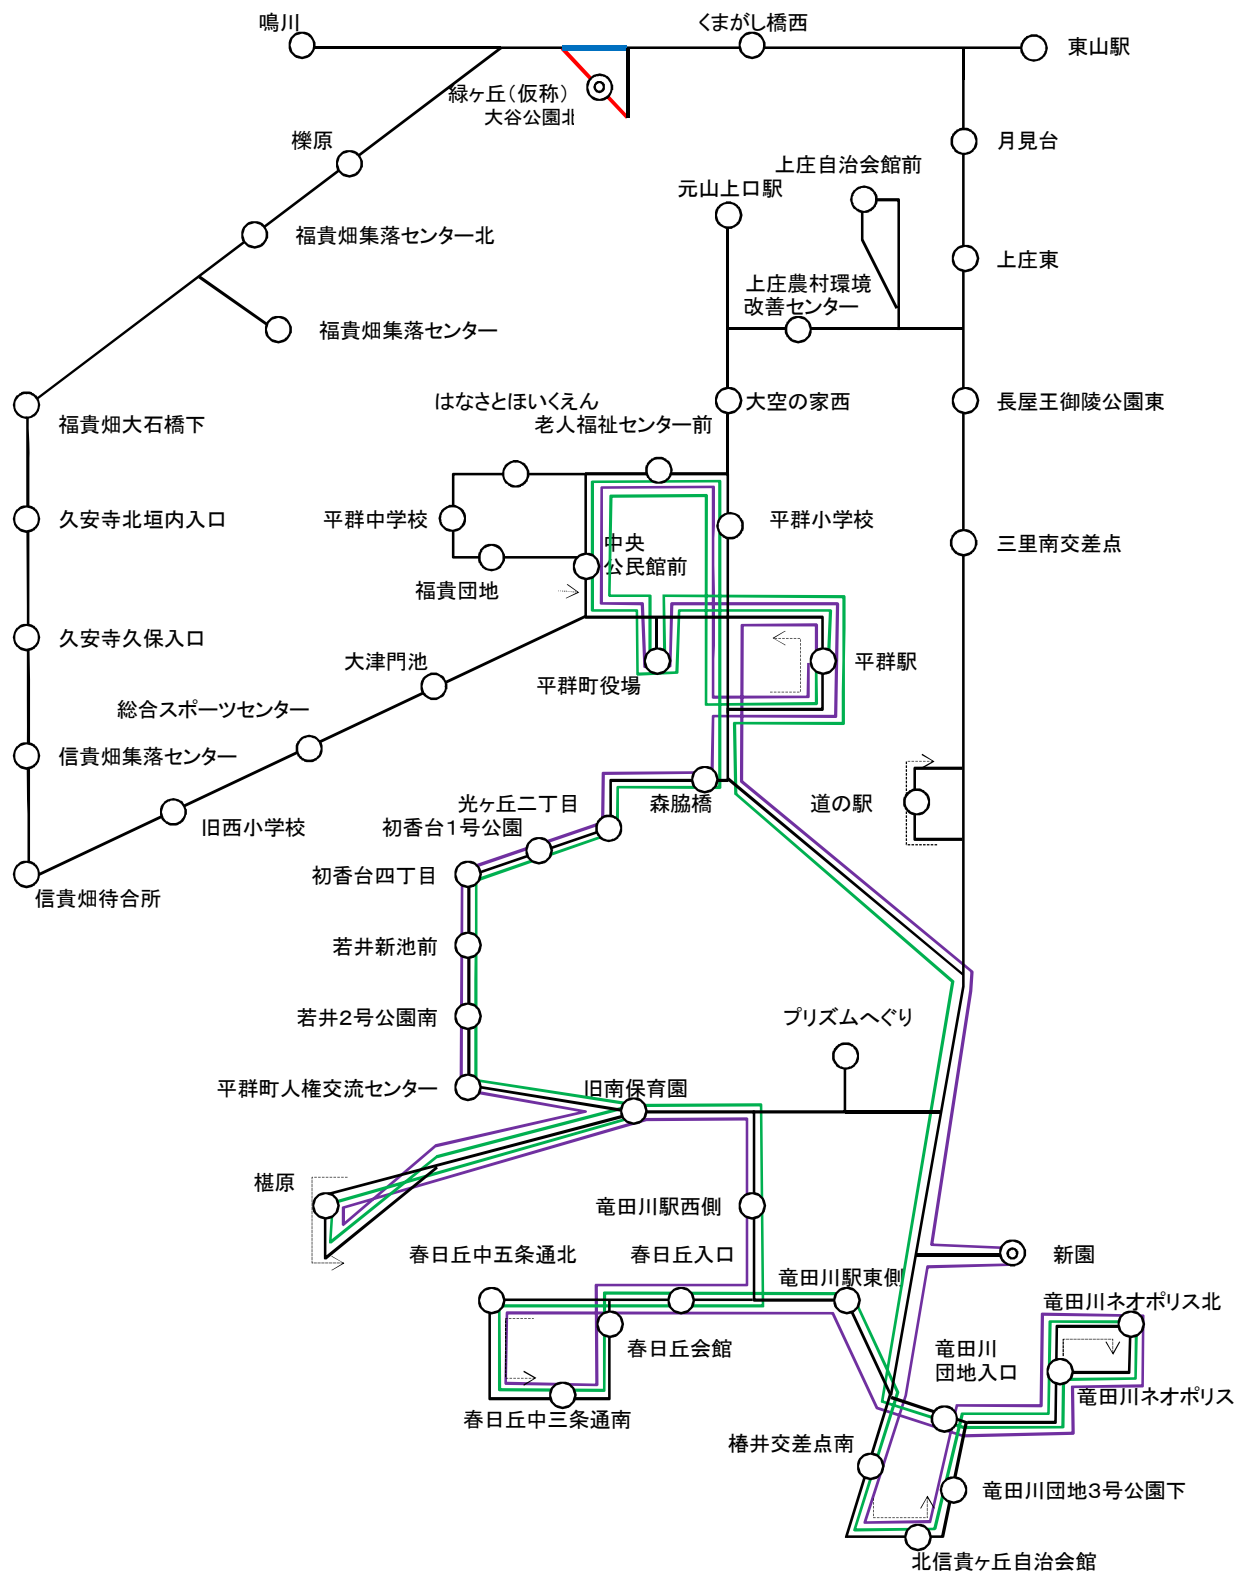 鳴川
くまがし橋西
東山駅
緑ヶ丘（仮称）
大谷公園北
櫟原
月見台
上庄自治会館前
元山上口駅
福貴畑集落センター北
上庄東
上庄農村環境
改善センター
福貴畑集落センター
はなさとほいくえん
大空の家西
長屋王御陵公園東
福貴畑大石橋下
老人福祉センター前
久安寺北垣内入口
平群中学校
平群小学校
中央
公民館前
三里南交差点
福貴団地
久安寺久保入口
大津門池
平群町役場
平群駅
総合スポーツセンター
信貴畑集落センター
道の駅
森脇橋
光ヶ丘二丁目
旧西小学校
初香台１号公園
初香台四丁目
信貴畑待合所
若井新池前
若井２号公園南
プリズムへぐり
平群町人権交流センター
旧南保育園
椹原
竜田川駅西側
春日丘中五条通北
春日丘入口
新園
竜田川駅東側
竜田川ネオポリス北
春日丘会館
竜田川
団地入口
竜田川ネオポリス
春日丘中三条通南
椿井交差点南
竜田川団地３号公園下
北信貴ヶ丘自治会館